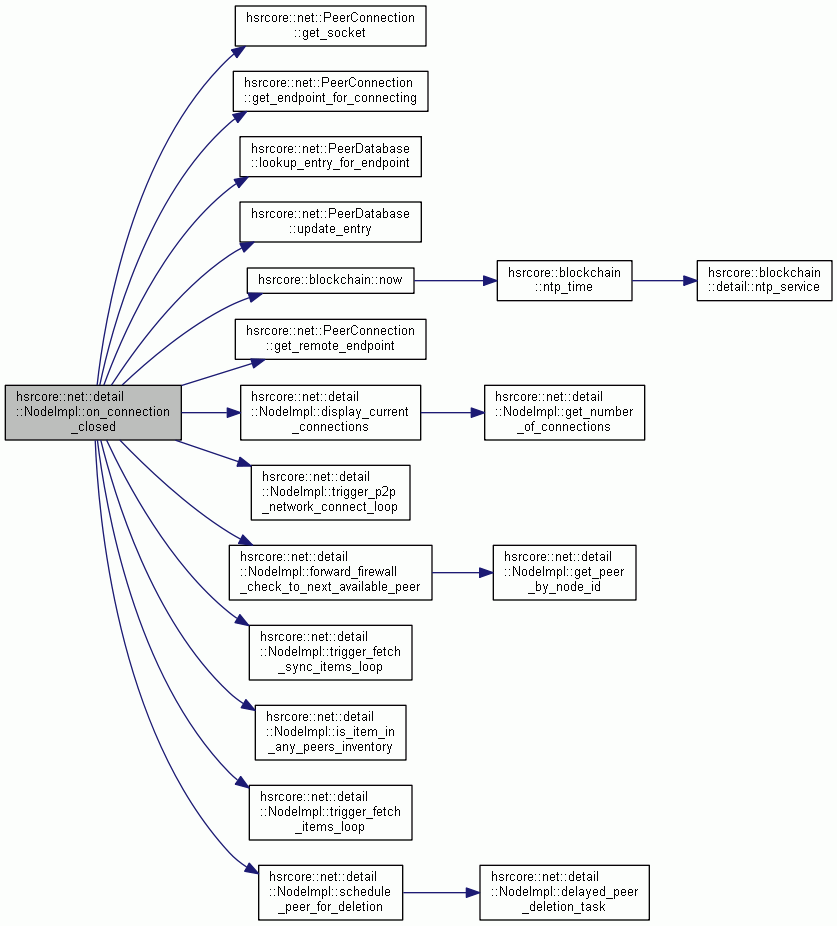 hsrcore::net::PeerConnection
::get_socket
hsrcore::net::PeerConnection
::get_endpoint_for_connecting
hsrcore::net::PeerDatabase
::lookup_entry_for_endpoint
hsrcore::net::PeerDatabase
::update_entry
hsrcore::blockchain::now
hsrcore::blockchain
::ntp_time
hsrcore::blockchain
::detail::ntp_service
hsrcore::net::PeerConnection
::get_remote_endpoint
hsrcore::net::detail
::NodeImpl::on_connection
_closed
hsrcore::net::detail
::NodeImpl::display_current
_connections
hsrcore::net::detail
::NodeImpl::get_number
_of_connections
hsrcore::net::detail
::NodeImpl::trigger_p2p
_network_connect_loop
hsrcore::net::detail
::NodeImpl::forward_firewall
_check_to_next_available_peer
hsrcore::net::detail
::NodeImpl::get_peer
_by_node_id
hsrcore::net::detail
::NodeImpl::trigger_fetch
_sync_items_loop
hsrcore::net::detail
::NodeImpl::is_item_in
_any_peers_inventory
hsrcore::net::detail
::NodeImpl::trigger_fetch
_items_loop
hsrcore::net::detail
::NodeImpl::schedule
_peer_for_deletion
hsrcore::net::detail
::NodeImpl::delayed_peer
_deletion_task